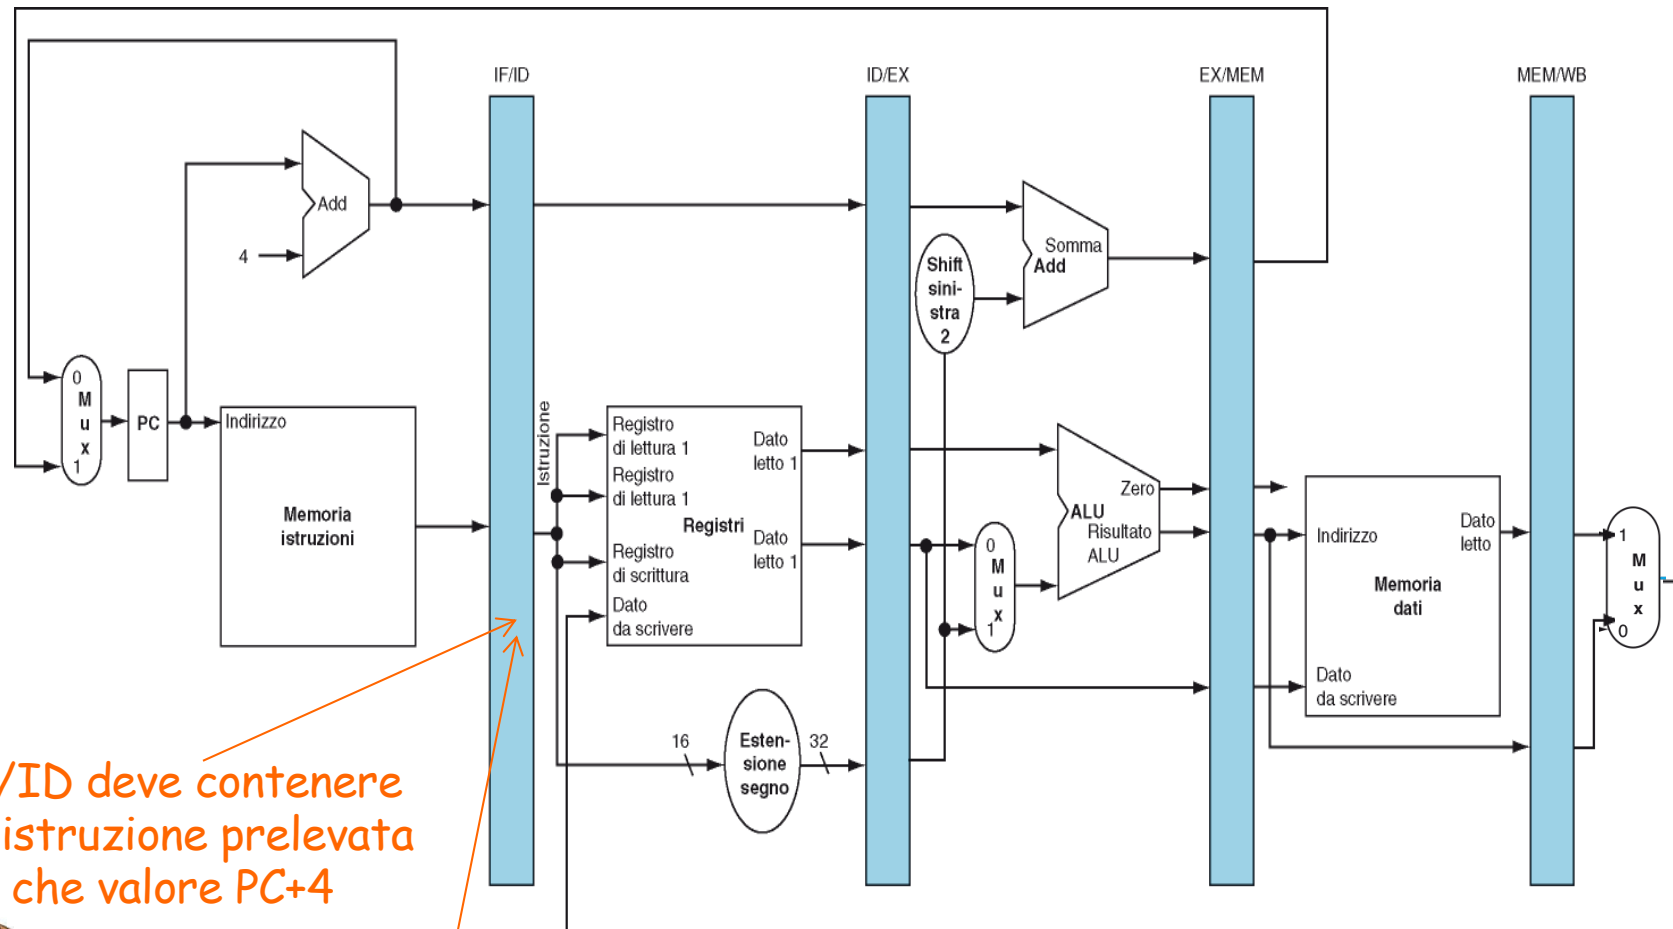 IF/ID
ID/EX
EX/MEM
MEM/WB
Add
4
Somma
Add
Shift
sini-
stra
2
0
M
u
x
1
PC
Indirizzo
Memoria
istruzioni
Istruzione
Registro
di lettura 1
Registro
di lettura 1
Registro
di scrittura
Dato
da scrivere
Registri
Dato
letto 1
Dato
letto 1
0
M
u
x
1
Zero
ALU
Risultato
ALU
Indirizzo
Dato
letto
Memoria
dati
Dato
da scrivere
1
M
u
x
0
16
Esten-
sione
segno
32
/ID deve contenere
istruzione prelevata
che valore PC+4